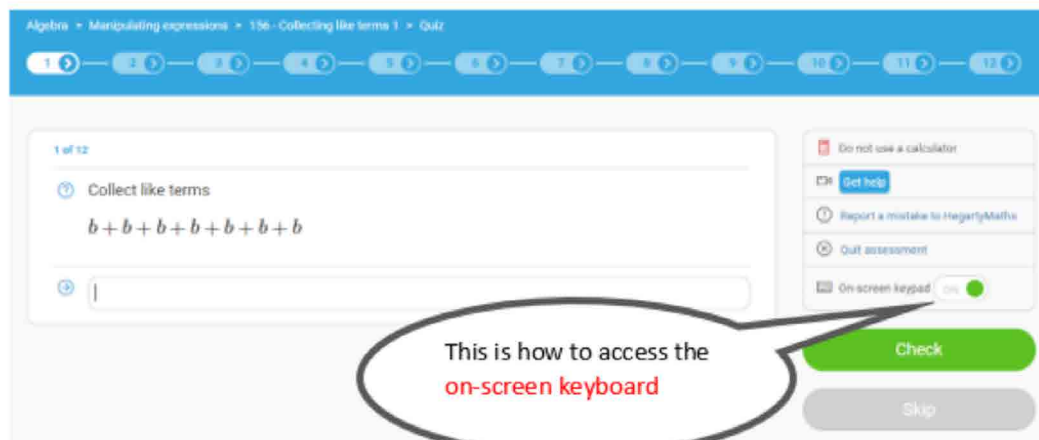 Algebra > Manipulating expressions > 156 - Collecting like terms 1 > Quiz
1 2 3 4 5 6 7 8 9 10 11 12
1 of 12
Collect like terms
b + b + b + b + b + b + b
Do not use a calculator
Get help
Report a mistake to HegartyMaths
Quit assessment
On-screen keypad ON
This is how to access the
on-screen keyboard
Check
Skip